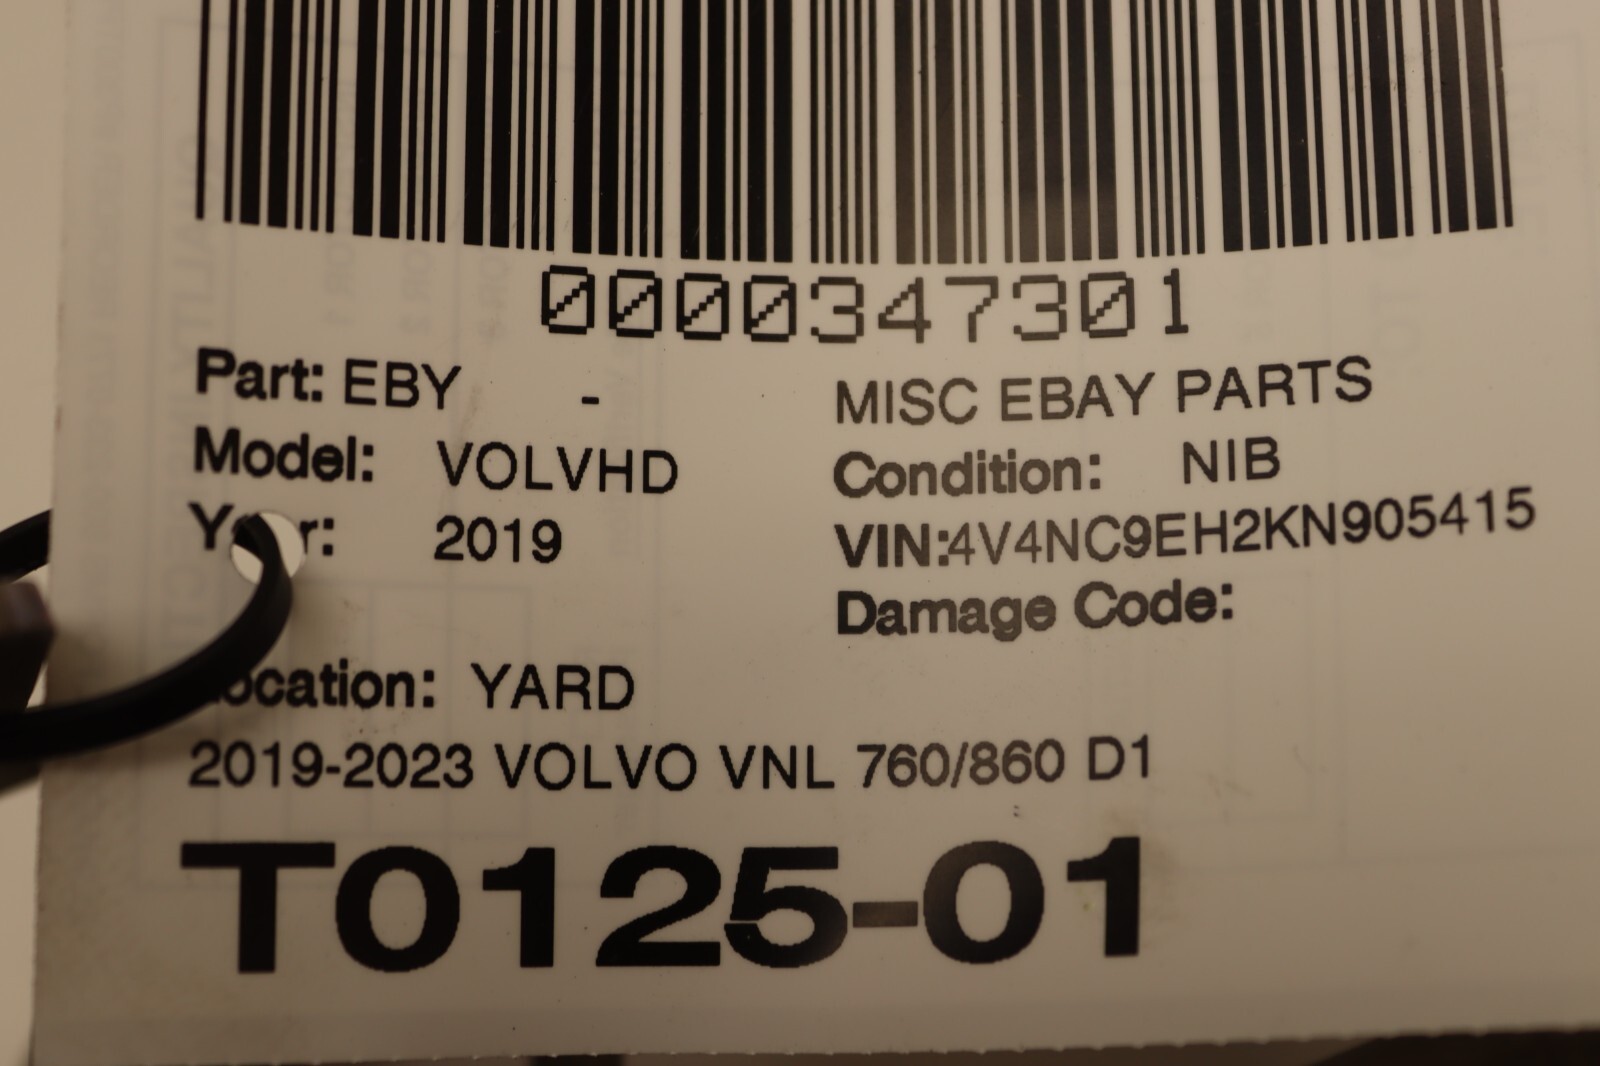 0000347301
Part: EBY - MISC EBAY PARTS
Model: VOLVHD Condition: NIB
2019 VIN:4V4NC9EH2KN905415
Damage Code:
YARD
2019-2023 VOLVO VNL 760/860 D1
T0125-01